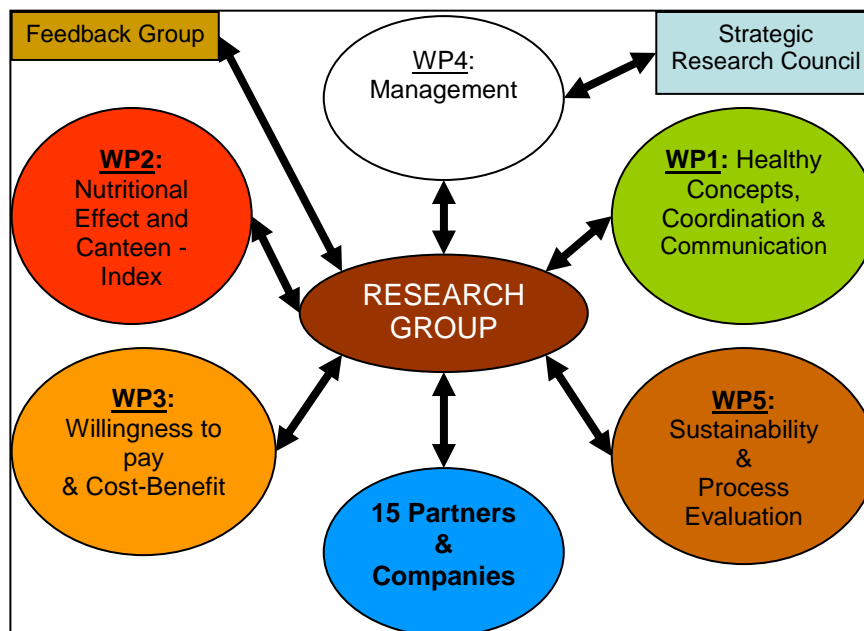 Feedback Group
WP4:
Management
Strategic
Research Council
WP2:
Nutritional
Effect and
Canteen -
Index
WP1: Healthy
Concepts,
Coordination &
Communication
RESEARCH
GROUP
WP3:
Willingness to
pay
& Cost-Benefit
15 Partners
&
Companies
WP5:
Sustainability
&
Process
Evaluation